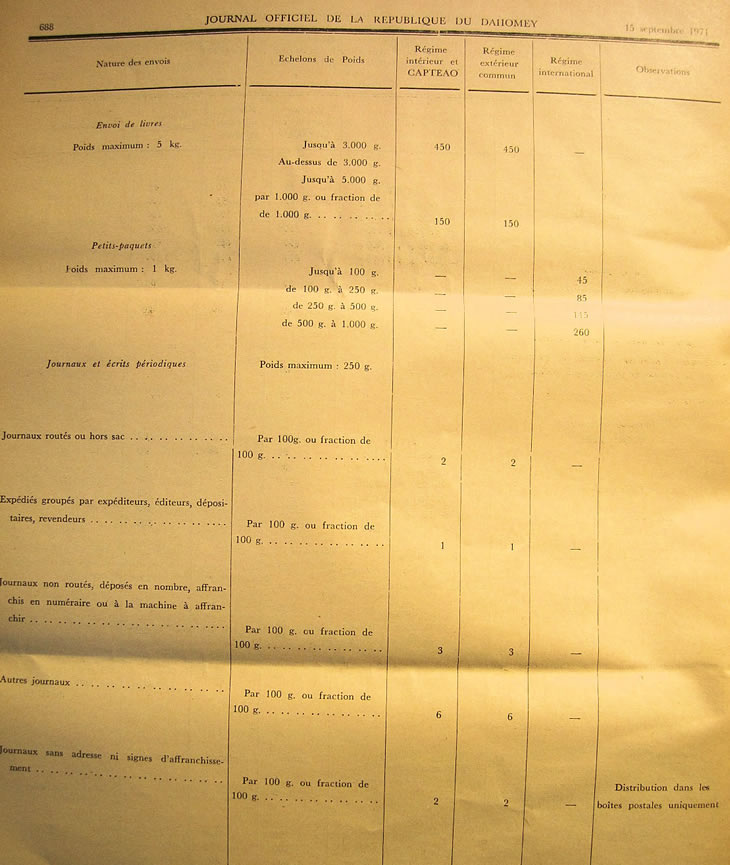 688
JOURNAL OFFICIEL DE LA REPUBLIQUE DU DAHOMEY
15 septembre 1971
Nature des envois
Echelons de Poids
Régime
intérieur et
CAPTEAO
Régime
extérieur
commun
Régime
international
Observations
Envoi de livres
Poids maximum : 5 kg.
Jusqu'à 3.000 g. 450 450 —
Au-dessus de 3.000 g.
Jusqu'à 5.000 g.
par 1.000 g. ou fraction de
de 1.000 g. . . . . . . . . . 150 150
Petits-paquets
Poids maximum : 1 kg.
Jusqu'à 100 g. — — 45
de 100 g. à 250 g. — — 85
de 250 g. à 500 g. — —
de 500 g. à 1.000 g. — — 260
Journaux et écrits périodiques
Poids maximum : 250 g.
Journaux routés ou hors sac . . . . . . . . . . . . . .
Par 100g. ou fraction de
100 g. . . . . . . . . . . . . . . . 2 2 —
Expédiés groupés par expéditeurs, éditeurs, déposi-
taires, revendeurs . . . . . . . . . . . . . . . . . . .
Par 100 g. ou fraction de
100 g. . . . . . . . . . . . . . . . 1 1 —
Journaux non routés, déposés en nombre, affran-
chis en numéraire ou à la machine à affran-
chir . . . . . . . . . . . . . . . . . . . . . . . . . . .
Par 100 g. ou fraction de
100 g. . . . . . . . . . . . . . . . 3 3 —
Autres journaux . . . . . . . . . . . . . . . . . . . .
Par 100 g. ou fraction de
100 g. . . . . . . . . . . . . . . . 6 6 —
Journaux sans adresse ni signes d'affranchisse-
ment . . . . . . . . . . . . . . . . . . . . . . . . . .
Par 100 g. ou fraction de
100 g. . . . . . . . . . . . . . . . 2 2 —
Distribution dans les
boîtes postales uniquement